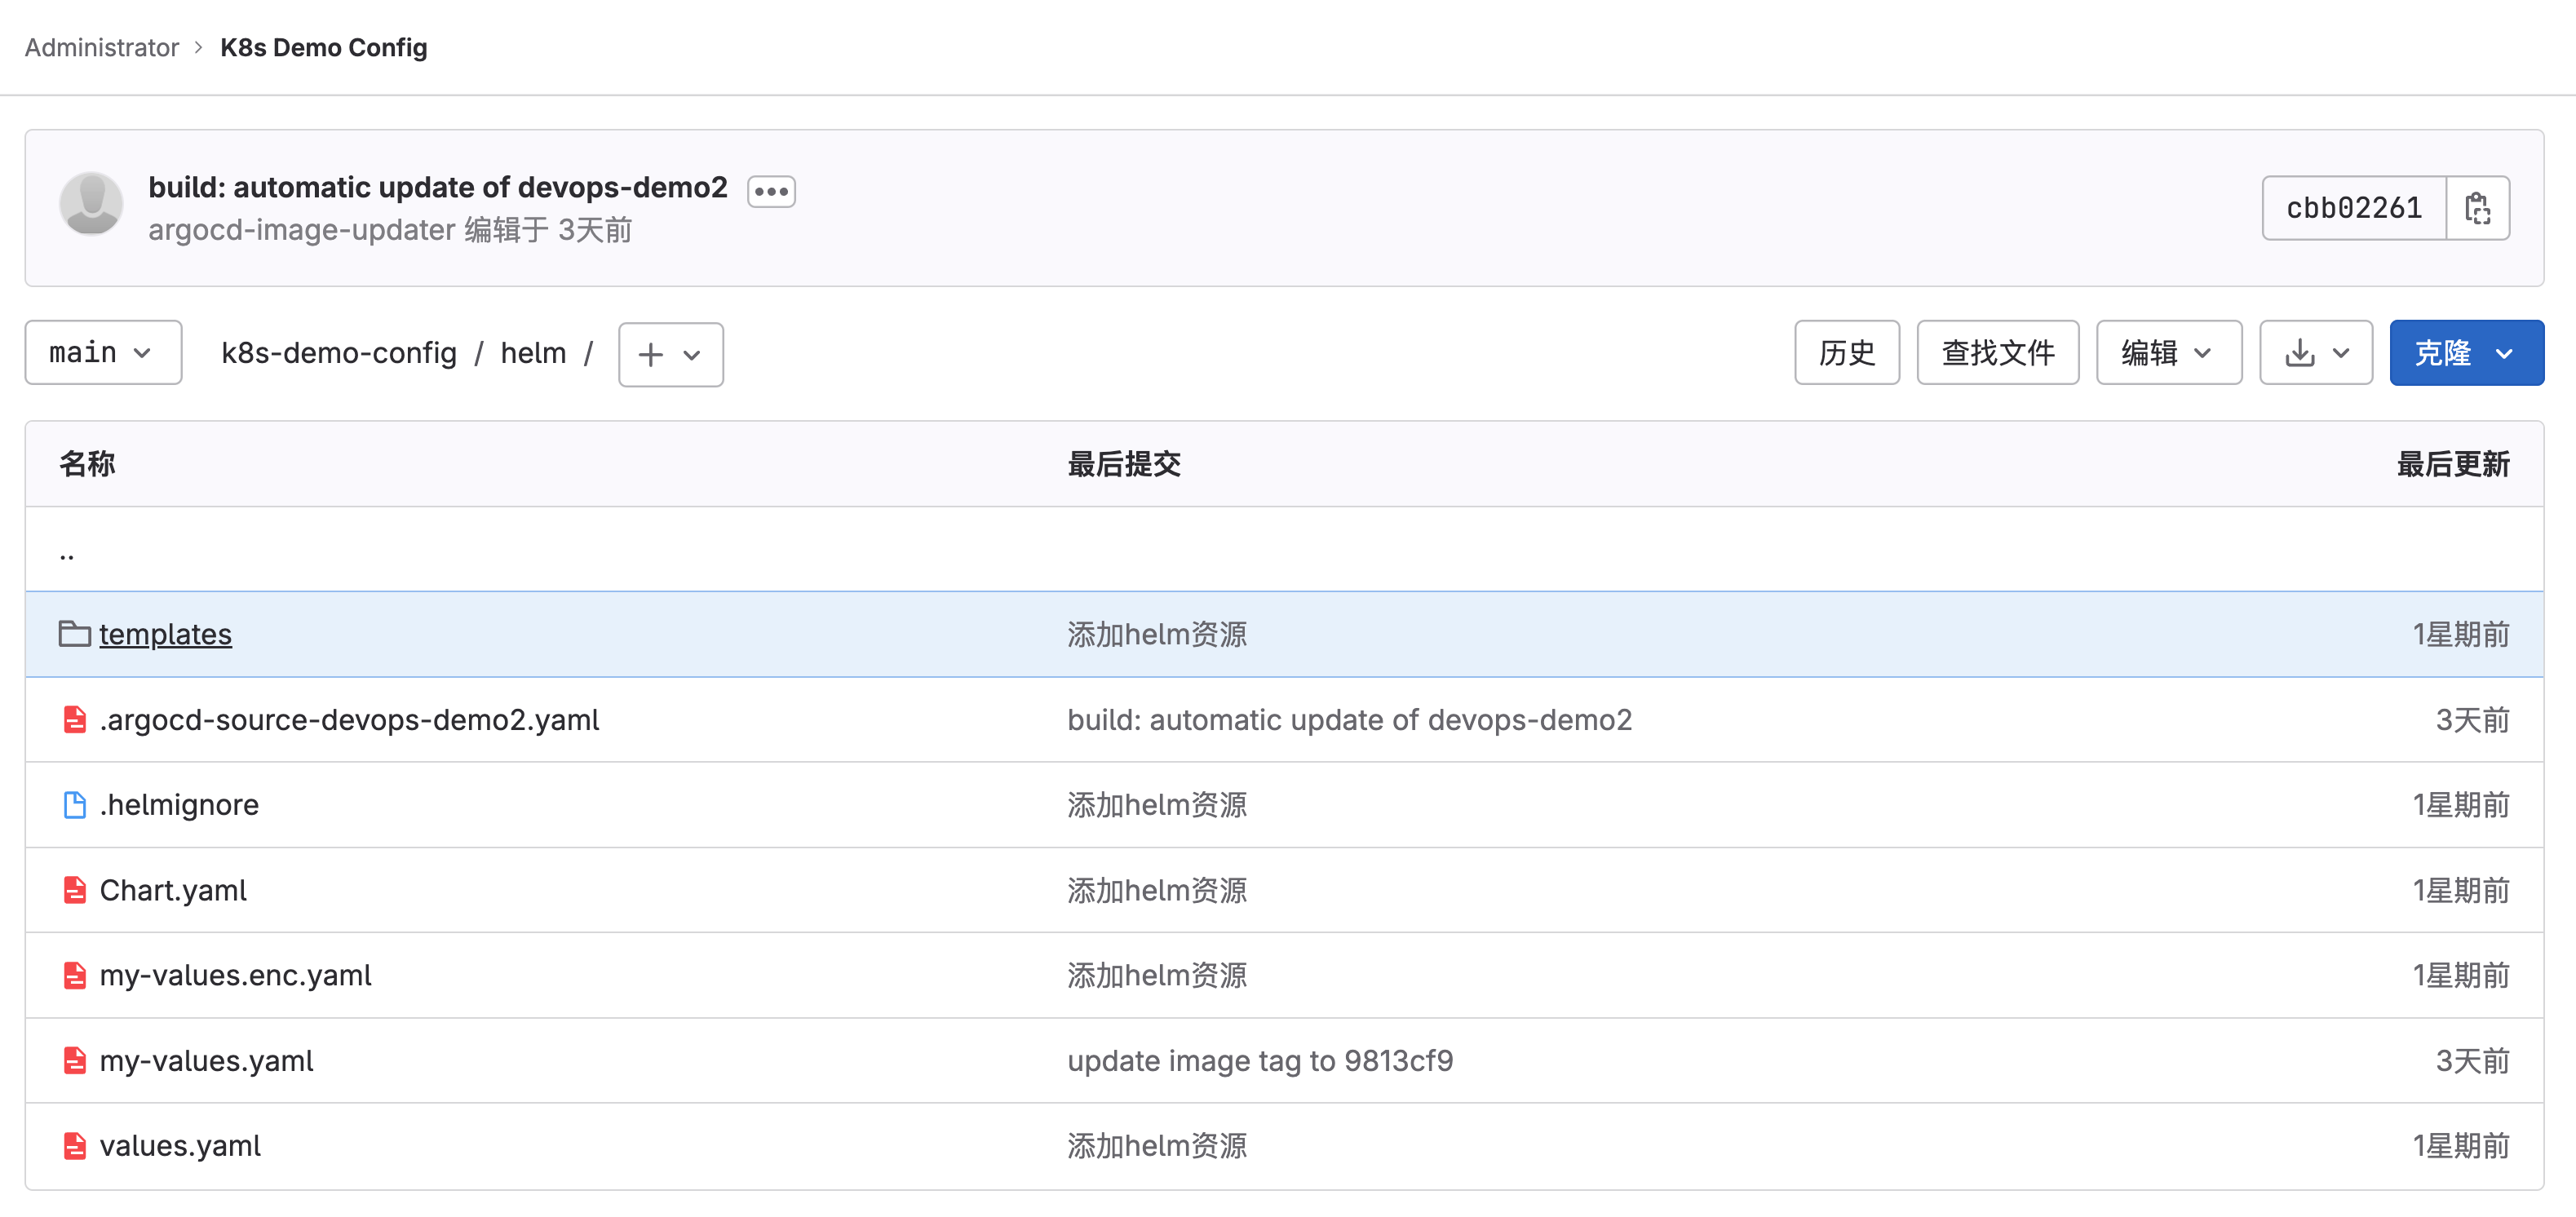 Administrator > K8s Demo Config
build: automatic update of devops-demo2
argocd-image-updater 编辑于 3天前
cbb02261
main k8s-demo-config / helm / + 历史 查找文件 编辑 克隆
名称 最后提交 最后更新
..
templates 添加helm资源 1星期前
.argocd-source-devops-demo2.yaml build: automatic update of devops-demo2 3天前
.helmignore 添加helm资源 1星期前
Chart.yaml 添加helm资源 1星期前
my-values.enc.yaml 添加helm资源 1星期前
my-values.yaml update image tag to 9813cf9 3天前
values.yaml 添加helm资源 1星期前